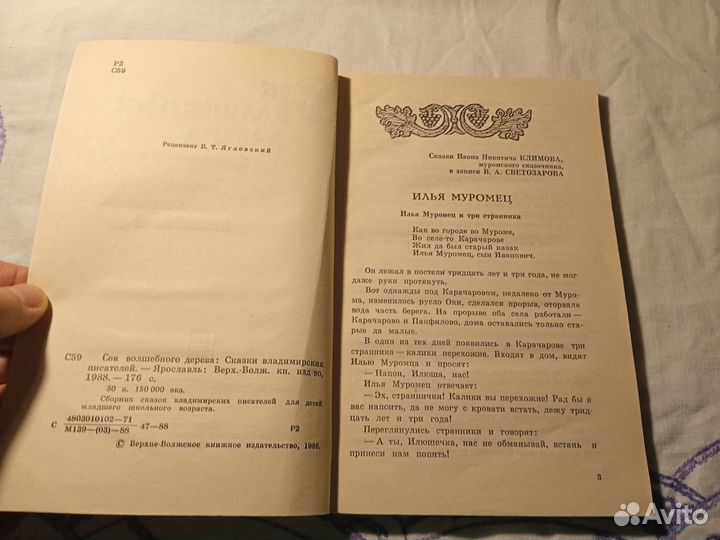 Р2
С59
Рецензент В. Т. Ягловский
С59 Сок волшебного дерева: Сказки владимирских
писателей. — Ярославль: Верх.-Волж. кн. изд-во,
1988. — 176 с.
30 к. 150 000 экз.
Сборник сказок владимирских писателей для детей
младшего школьного возраста.
С 4803010102—71
М139—(03)—88 47—88 Р2
© Верхне-Волжское книжное издательство, 1988.
Сказки Ивана Никитича КЛИМОВА,
муромского сказочника,
в записи В. А. СВЕТОЗАРОВА
ИЛЬЯ МУРОМЕЦ
Илья Муромец и три странника
Как во городе во Муроме,
Во селе-то Карачарове
Жил да был старый казак
Илья Муромец, сын Иванович.
Он лежал в постели тридцать лет и три года, не мог
даже руки протянуть.
Вот однажды под Карачаровом, недалеко от Муро-
ма, изменилось русло Оки, сделался прорыв, оторвала
вода часть берега. На прорыве оба села работали —
Карачарово и Панфилово, дома оставались только ста-
рые да малые.
В один из тех дней появились в Карачарове три
странника — калики перехожие. Входят в дом, видят
Илью Муромца и просят:
— Напои, Илюша, нас!
Илья Муромец отвечает:
— Эх, страннички! Калики вы перехожие! Рад бы я
вас напоить, да не могу с кровати встать, лежу трид-
цать лет и три года!
Переглянулись странники и говорят:
— А ты, Илюшечка, нас не обманывай, встань и
принеси нам попить!
3
Avito